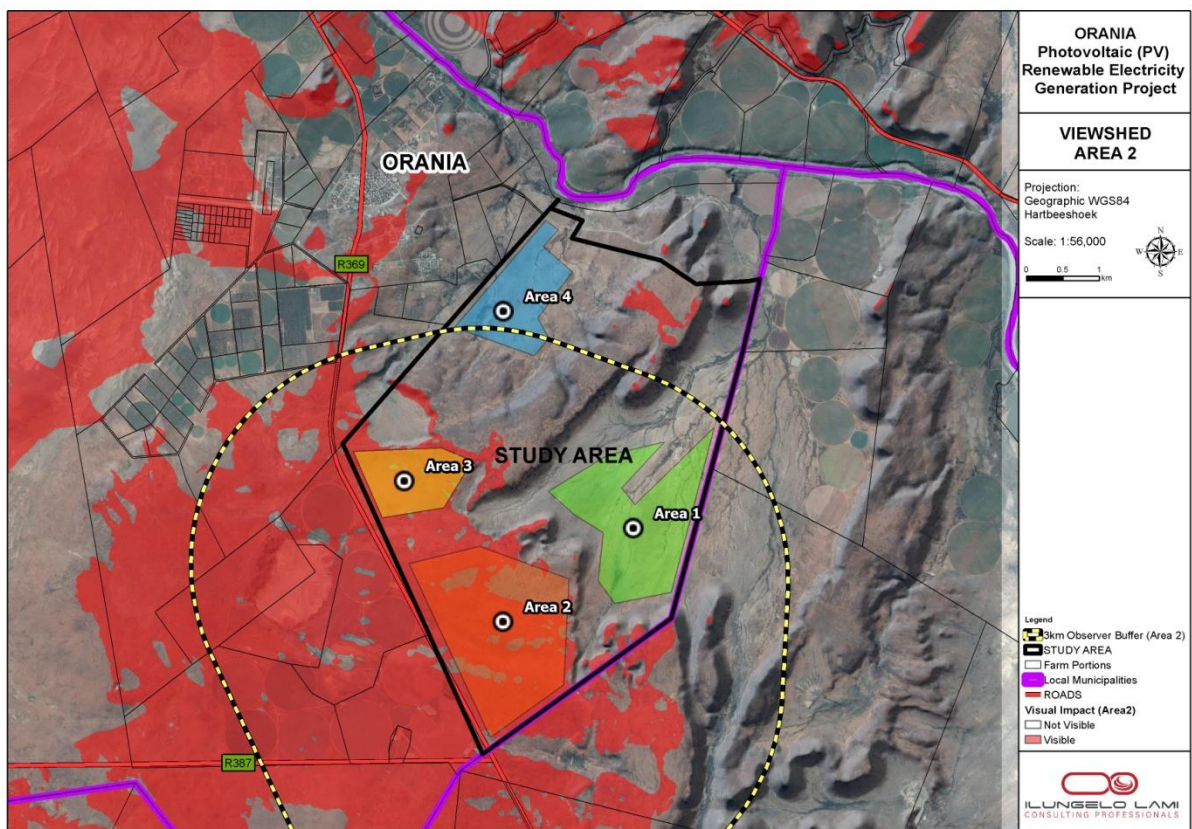 ORANIA
Photovoltaic (PV)
Renewable Electricity
Generation Project
VIEWSHED
AREA 2
Projection:
Geographic WGS84
Hartbeeshoek
Scale: 1:56,000
N
W E
S
0 0.5 1
km
ORANIA
R369
Area 4
STUDY AREA
Area 3
Area 1
Area 2
R387
Legend
3km Observer Buffer (Area 2)
STUDY AREA
Farm Portions
Local Municipalities
ROADS
Visual Impact (Area2)
Not Visible
Visible
ILUNGELO LAMI
CONSULTING PROFESSIONALS